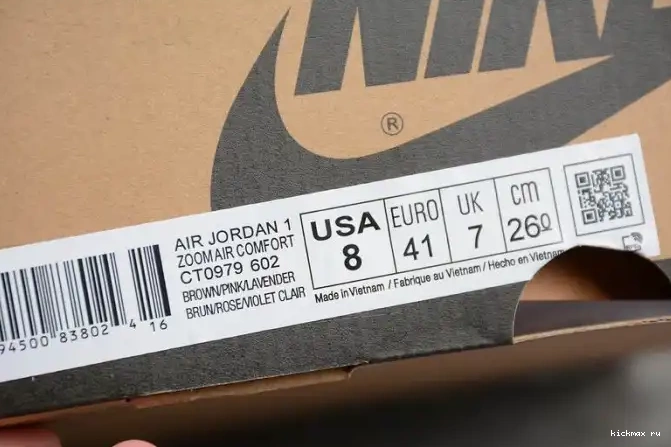 NIKE
®
AIR JORDAN 1
ZOOM AIR COMFORT
CT0979 602
BROWN/PINK/LAVENDER
BRUN/ROSE/VIOLET CLAIR
USA
8
EURO
41
UK
7
cm
26º
Made in Vietnam / Fabriqué au Vietnam / Hecho en Vietnam
94500 83802 4 16
kickmax ru